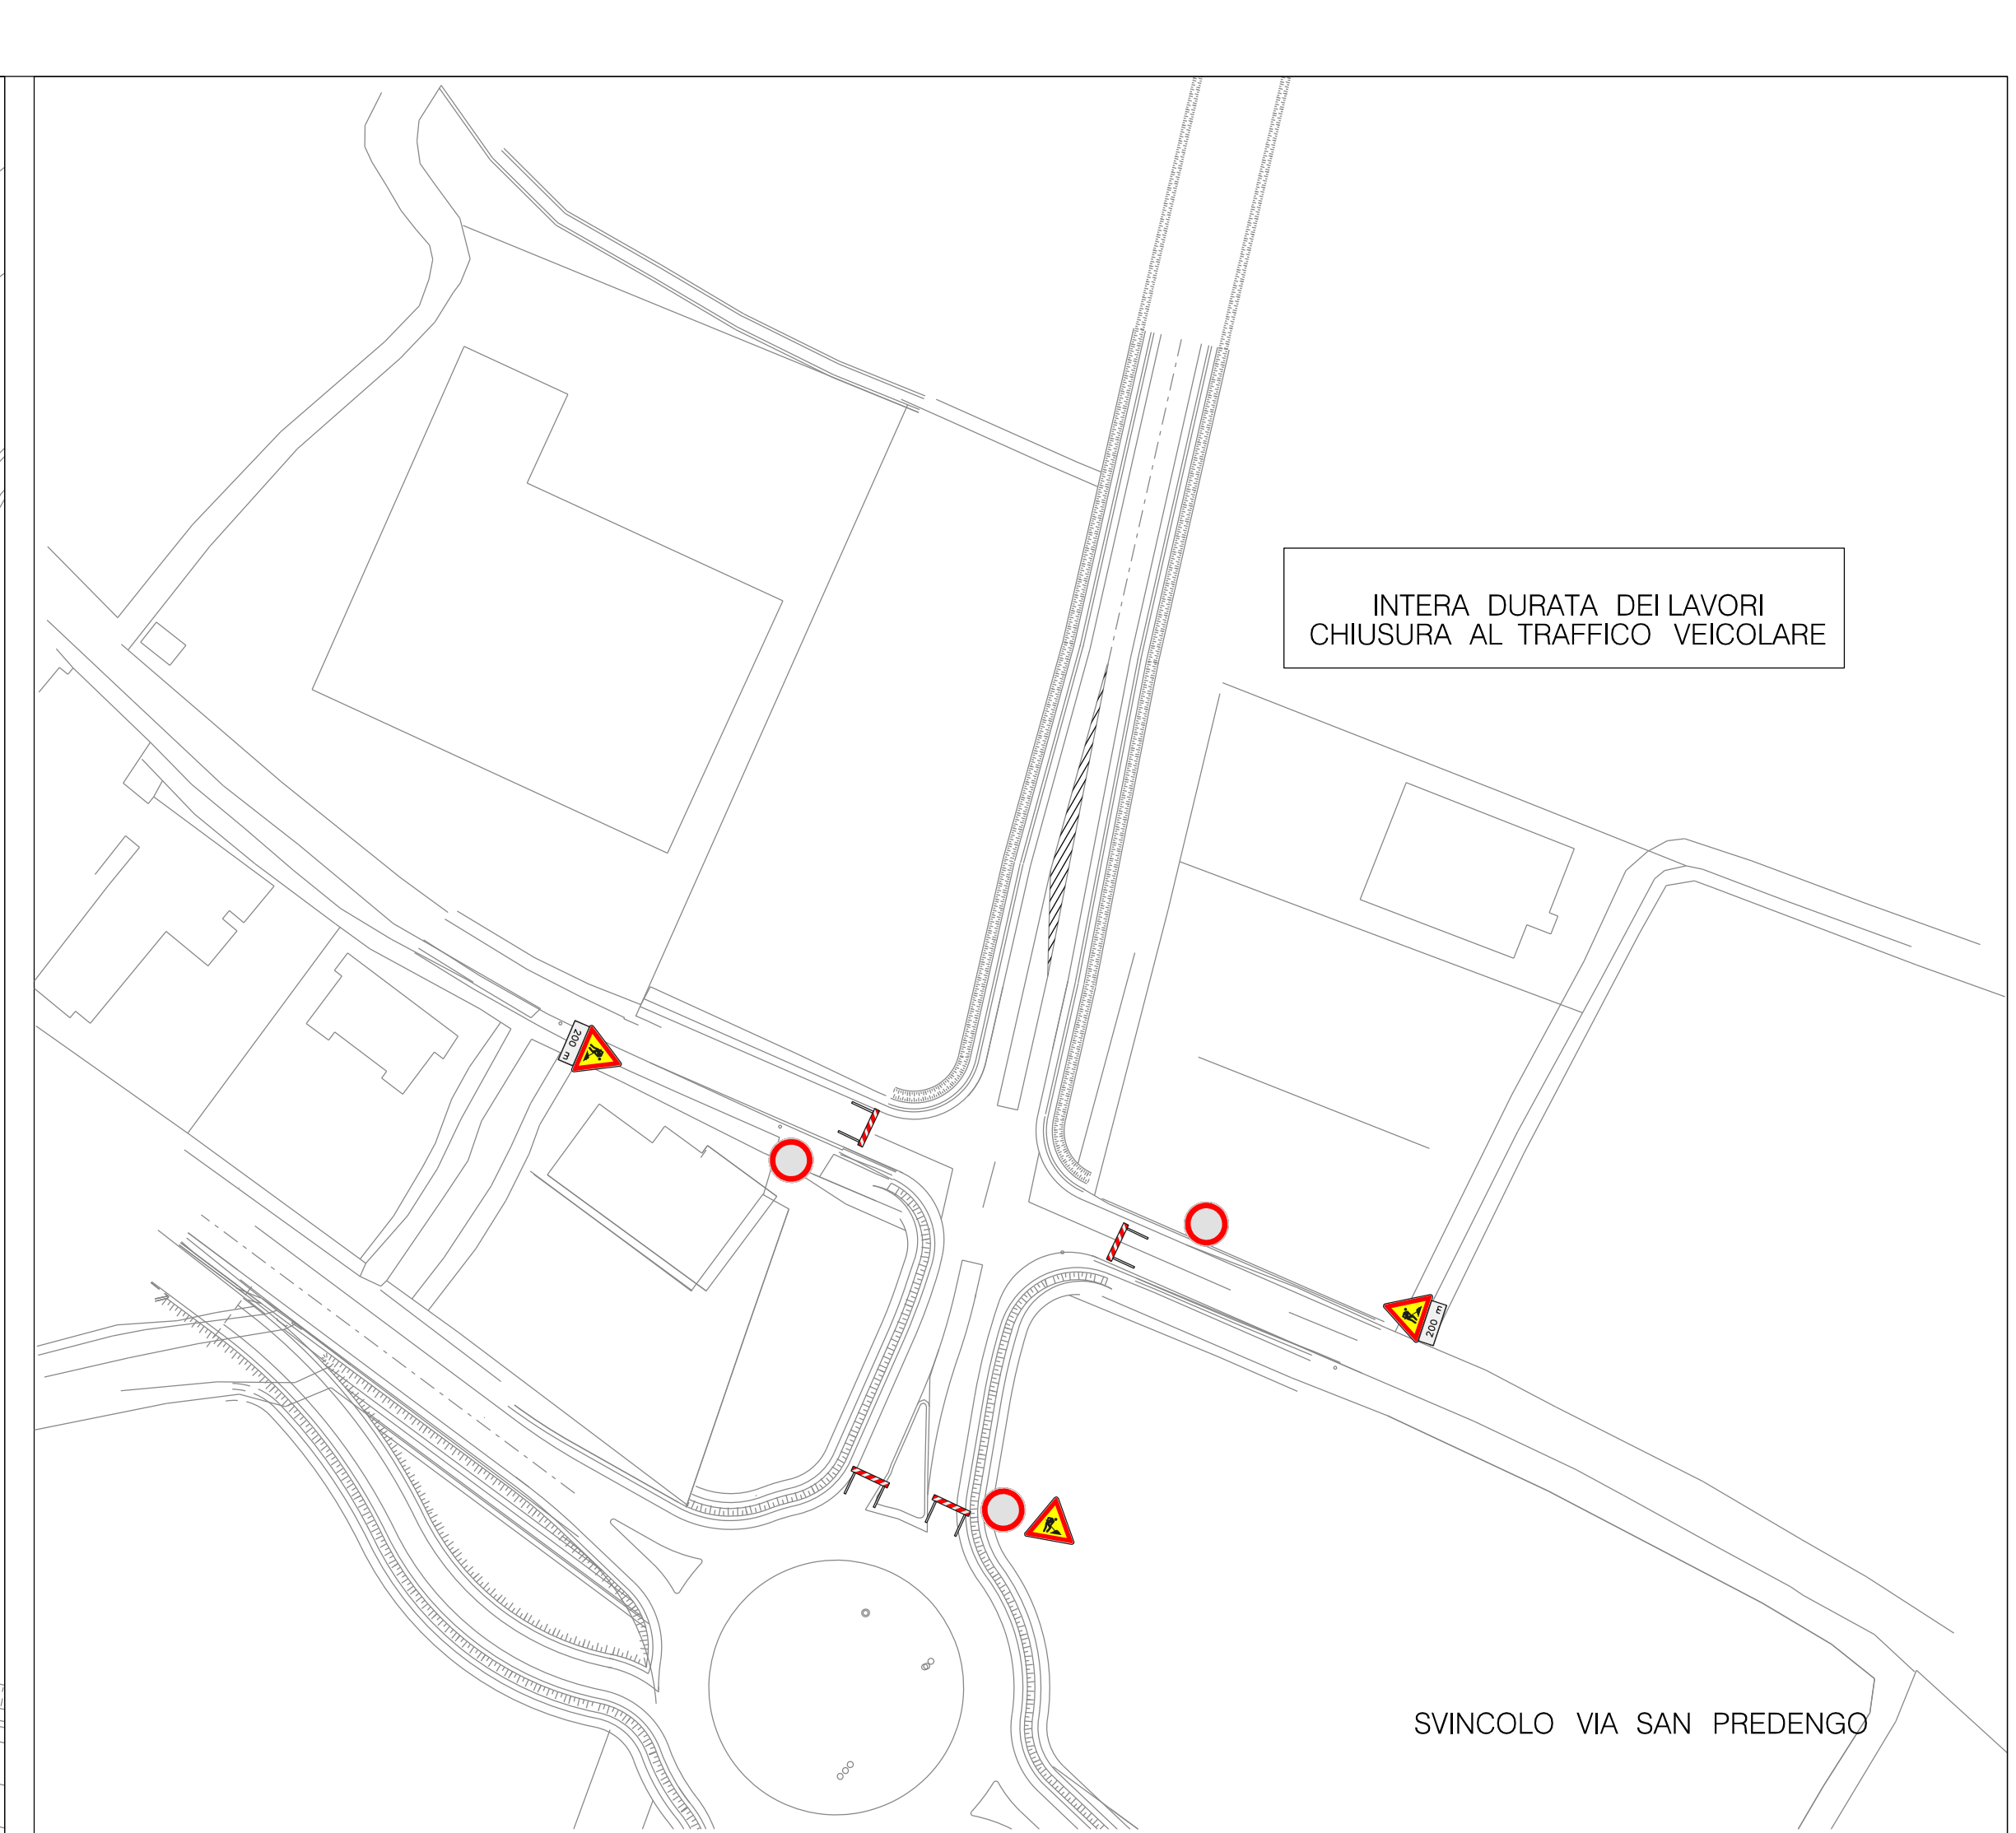 INTERA DURATA DEI LAVORI
CHIUSURA AL TRAFFICO VEICOLARE
200 m
200 m
SVINCOLO VIA SAN PREDENGO